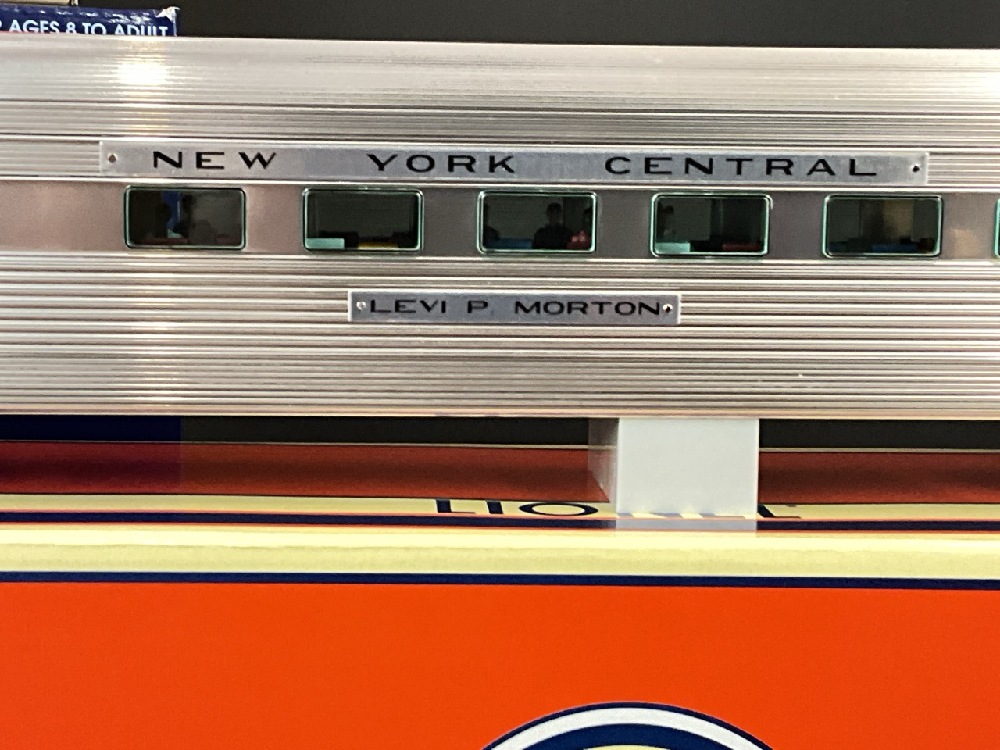 AGES 8 TO ADULT
NEW YORK CENTRAL
LEVI P. MORTON